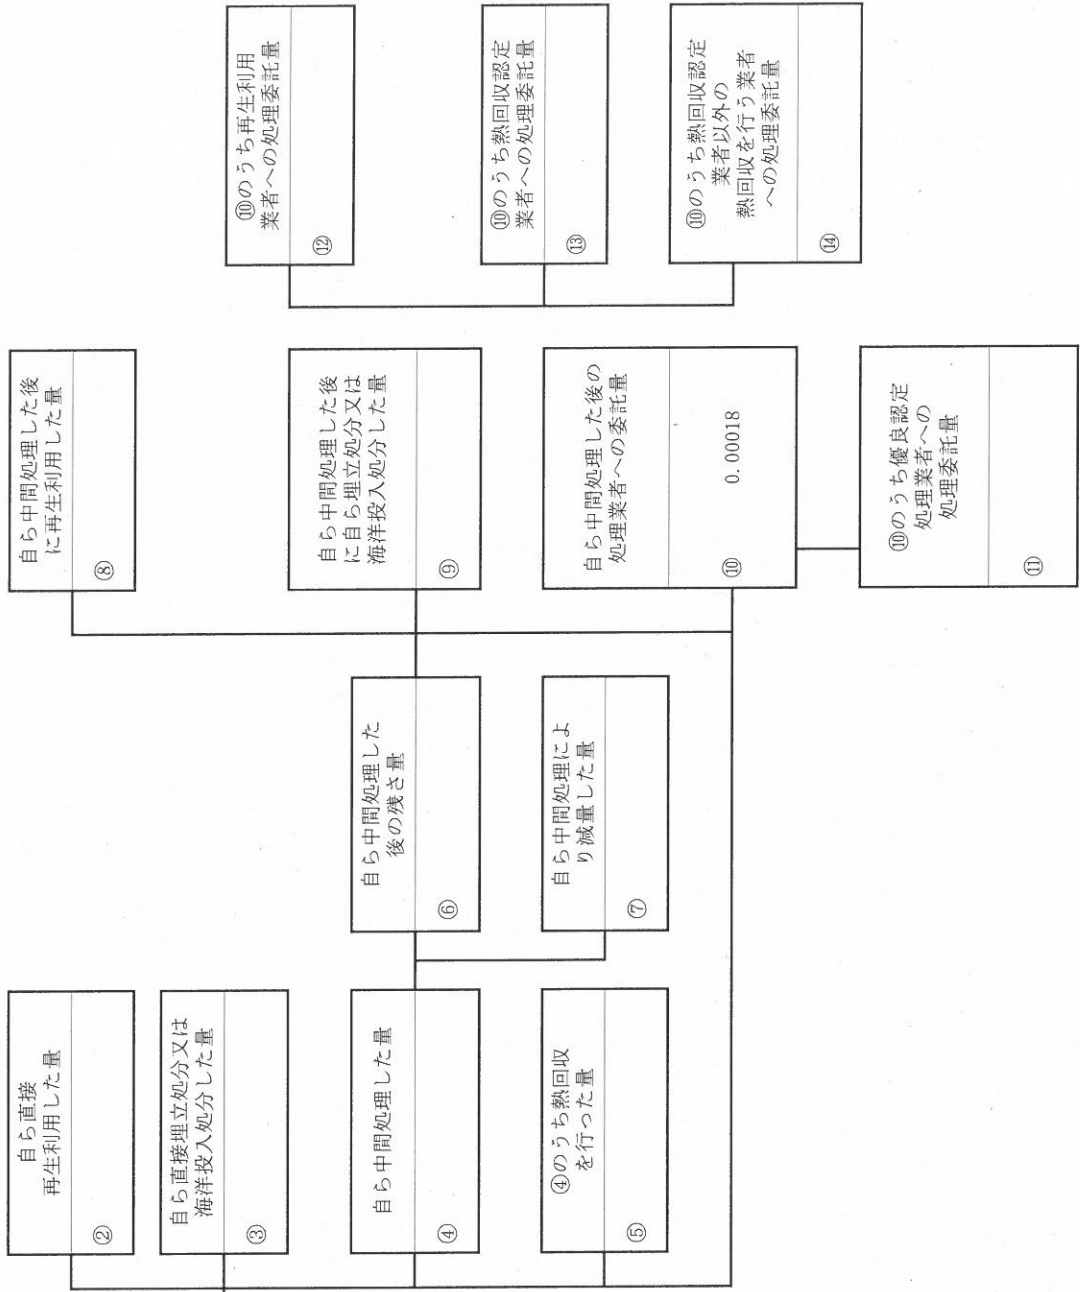 自ら直接
再生利用した量
②
自ら直接埋立処分又は
海洋投入処分した量
③
自ら中間処理した量
④
④のうち熱回収
を行った量
⑤
自ら中間処理した
後の残さ量
⑥
自ら中間処理によ
り減量した量
⑦
自ら中間処理した後
に再生利用した量
⑧
自ら中間処理した後
に自ら埋立処分又は
海洋投入処分した量
⑨
自ら中間処理した後の
処理業者への委託量
⑩
0.00018
⑩のうち優良認定
処理業者への
処理委託量
⑪
⑩のうち再生利用
業者への処理委託量
⑫
⑩のうち熱回収認定
業者への処理委託量
⑬
⑩のうち熱回収認定
業者以外の
熱回収を行う業者
への処理委託量
⑭